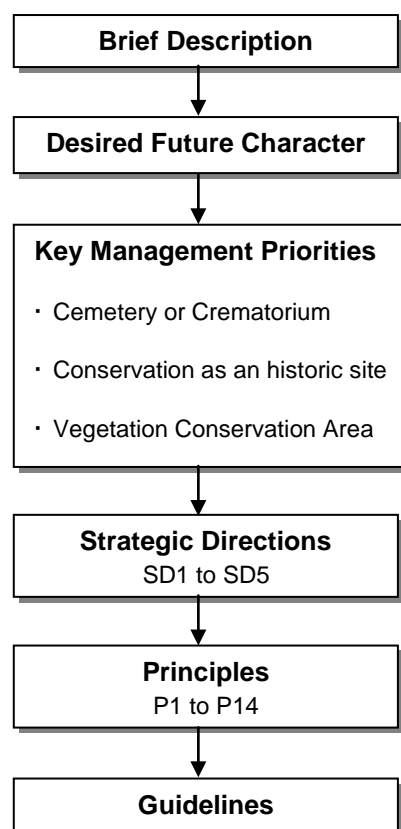 Brief Description
Desired Future Character
Key Management Priorities
· Cemetery or Crematorium
· Conservation as an historic site
· Vegetation Conservation Area
Strategic Directions
SD1 to SD5
Principles
P1 to P14
Guidelines